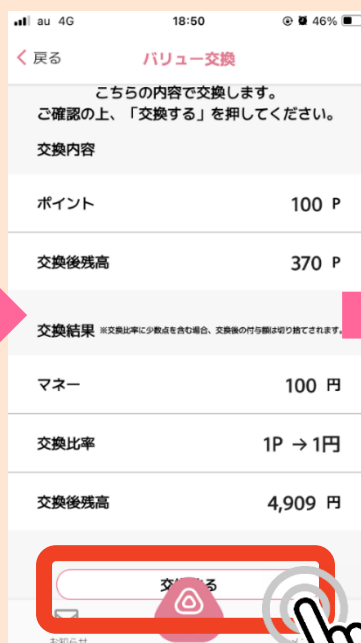 au 4G 18:50 46%
戻る バリュー交換
こちらの内容で交換します。
ご確認の上、「交換する」を押してください。
交換内容
ポイント 100 P
交換後残高 370 P
交換結果 ※交換比率に少数点を含む場合、交換後の付与額は切り捨てされます。
マネー 100 円
交換比率 1P → 1円
交換後残高 4,909 円
お知らせ